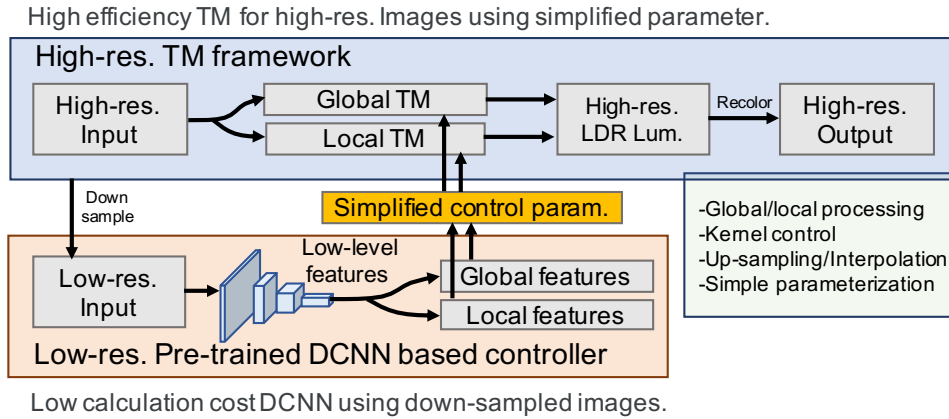 High efficiency TM for high-res. Images using simplified parameter.
High-res. TM framework
High-res.
Input
Global TM
Local TM
High-res.
LDR Lum.
Recolor
High-res.
Output
Down
sample
Simplified control param.
-Global/local processing
-Kernel control
-Up-sampling/Interpolation
-Simple parameterization
Low-res.
Input
Low-level
features
Global features
Local features
Low-res. Pre-trained DCNN based controller
Low calculation cost DCNN using down-sampled images.